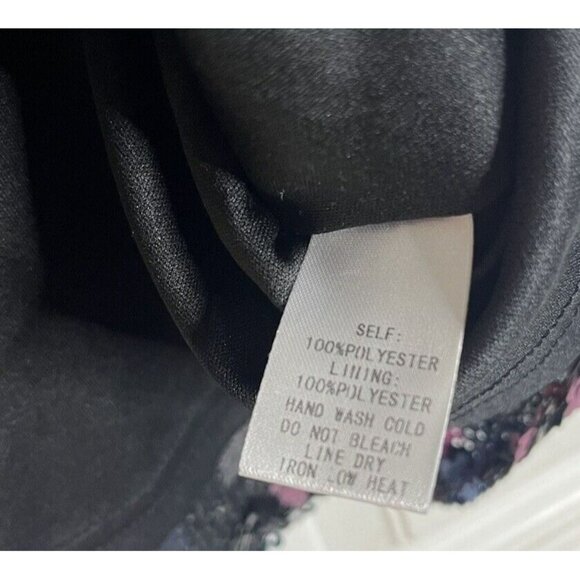 SELF:
100%POLYESTER
LINING:
100%POLYESTER
HAND WASH COLD
DO NOT BLEACH
LINE DRY
IRON LOW HEAT